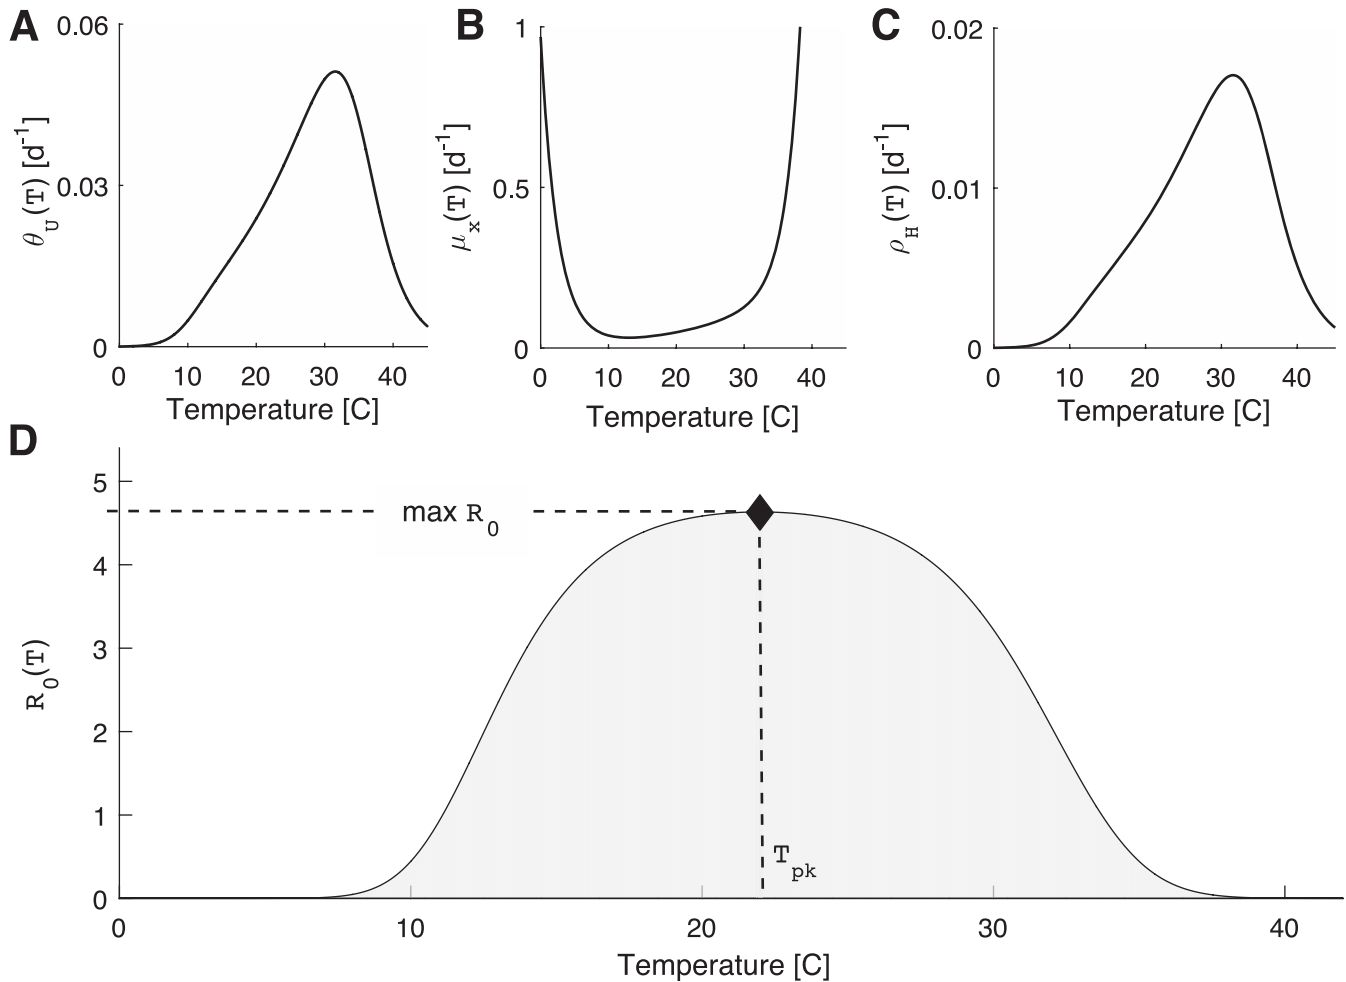 A
0.06
0.03
0
θU(T) [d-1]
0 10 20 30 40
Temperature [C]
B
1
0.5
0
μx(T) [d-1]
0 10 20 30 40
Temperature [C]
C
0.02
0.01
0
ρH(T) [d-1]
0 10 20 30 40
Temperature [C]
D
5
4
3
2
1
0
R0(T)
max R0
Tpk
0 10 20 30 40
Temperature [C]